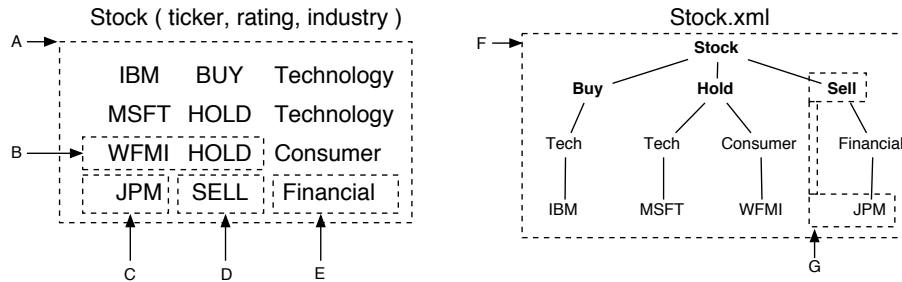 Stock ( ticker, rating, industry )
A
IBM BUY Technology
MSFT HOLD Technology
B
WFMI HOLD Consumer
JPM SELL Financial
C D E
Stock.xml
F
Stock
Buy Hold Sell
Tech Tech Consumer Financial
IBM MSFT WFMI JPM
G